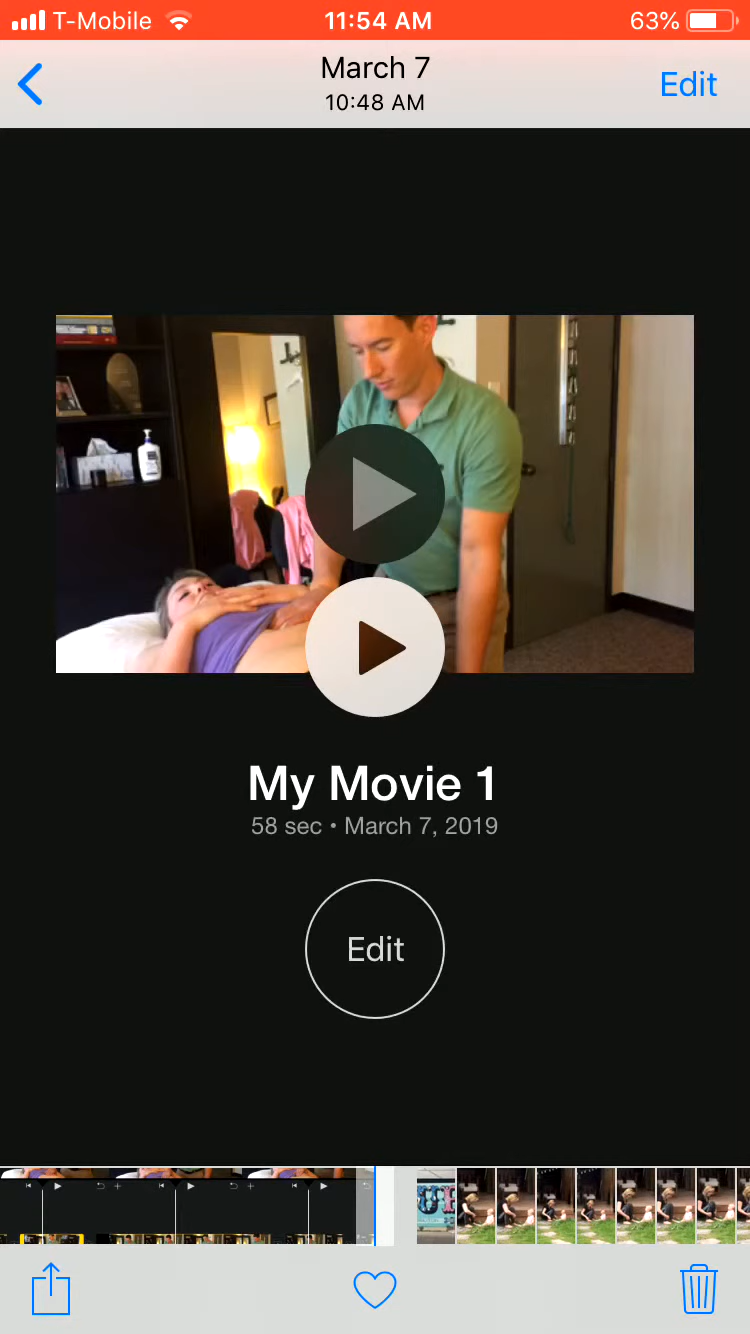 T-Mobile 11:54 AM 63%
March 7
10:48 AM
Edit
My Movie 1
58 sec • March 7, 2019
Edit